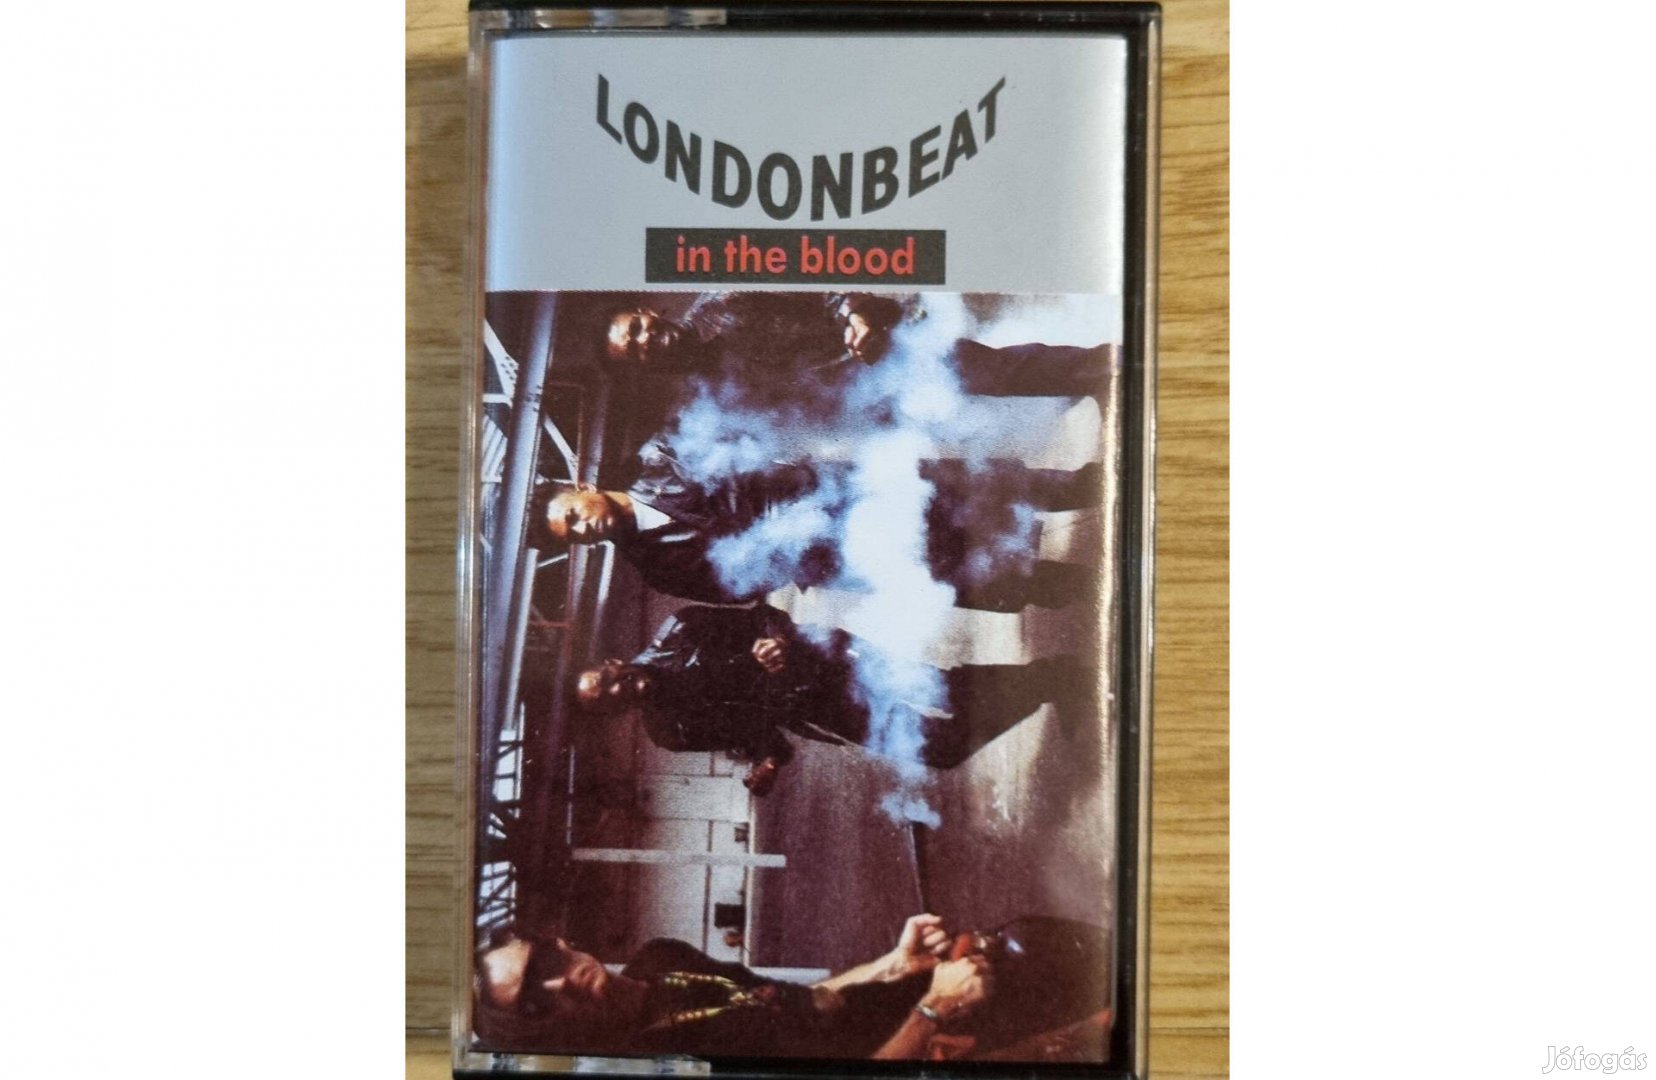 LONDONBEAT
in the blood
Jófogás